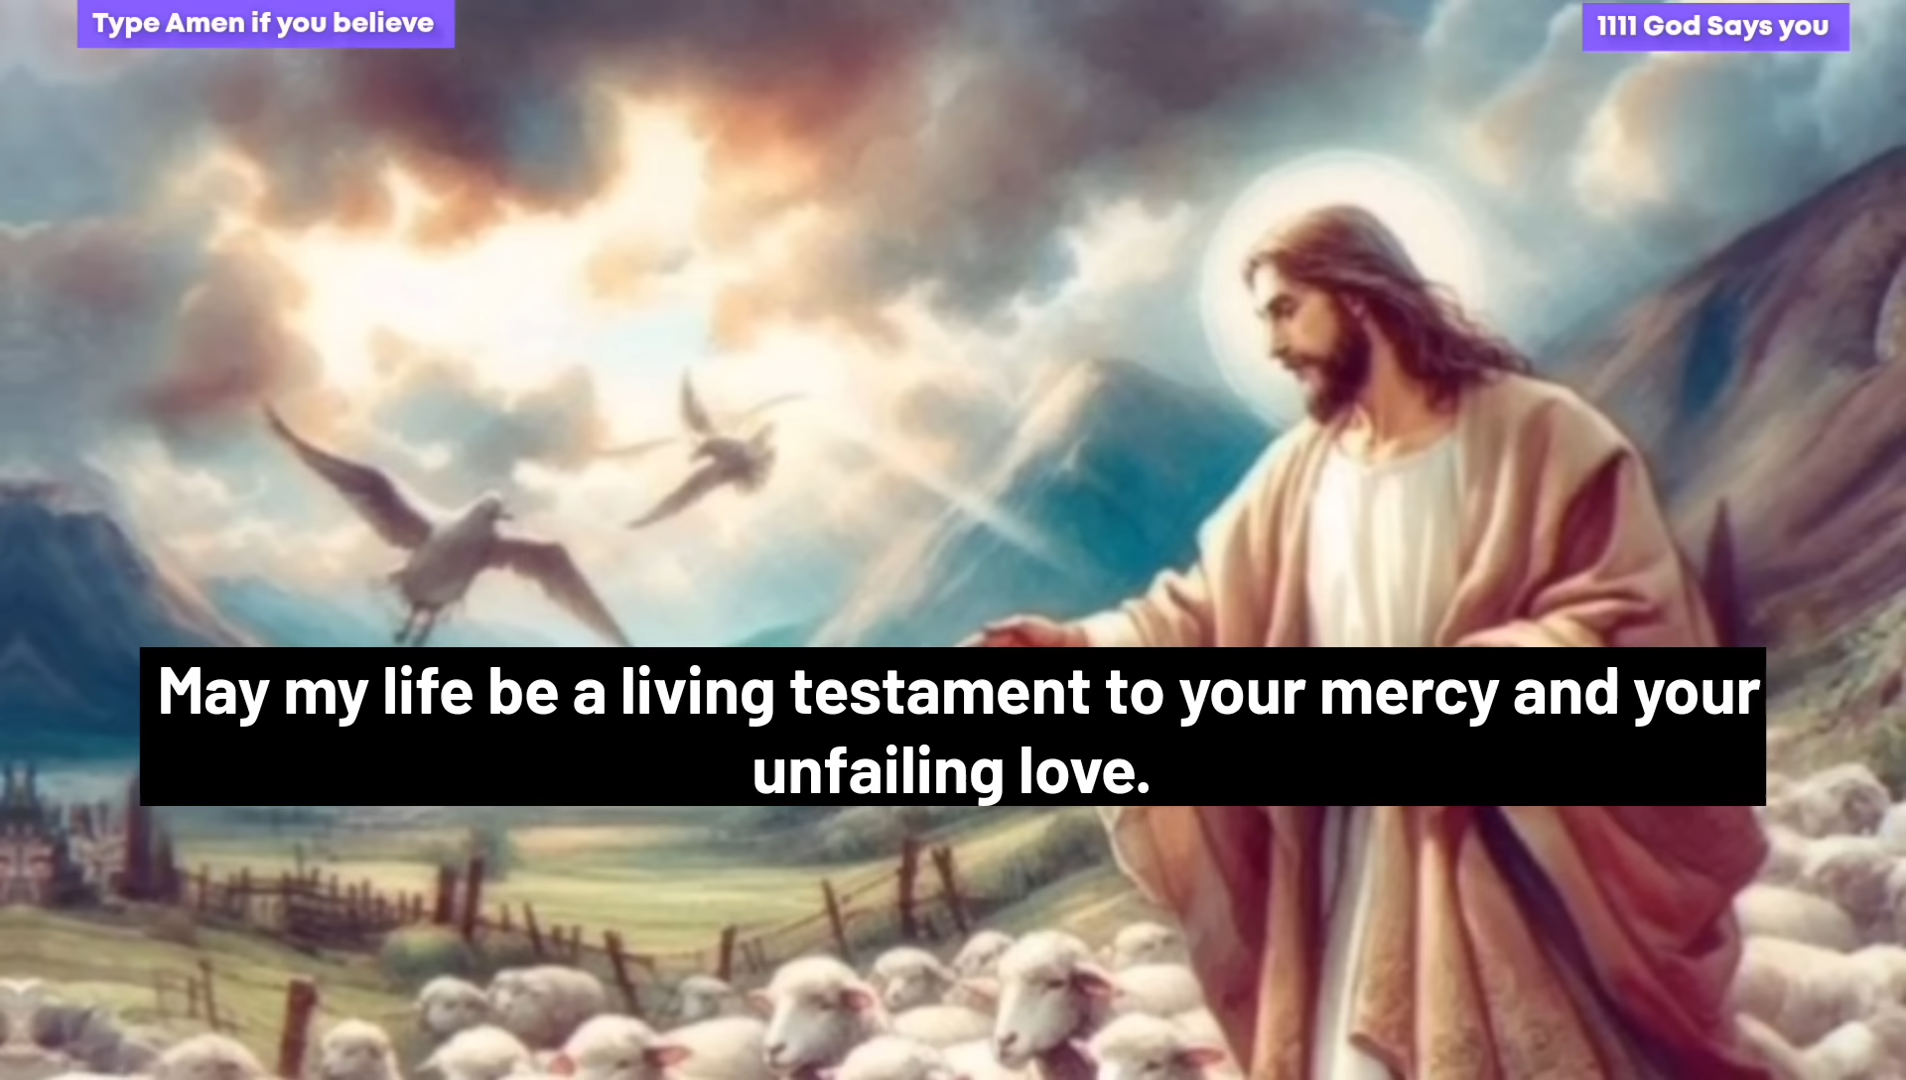 Type Amen if you believe
1111 God Says you
May my life be a living testament to your mercy and your
unfailing love.